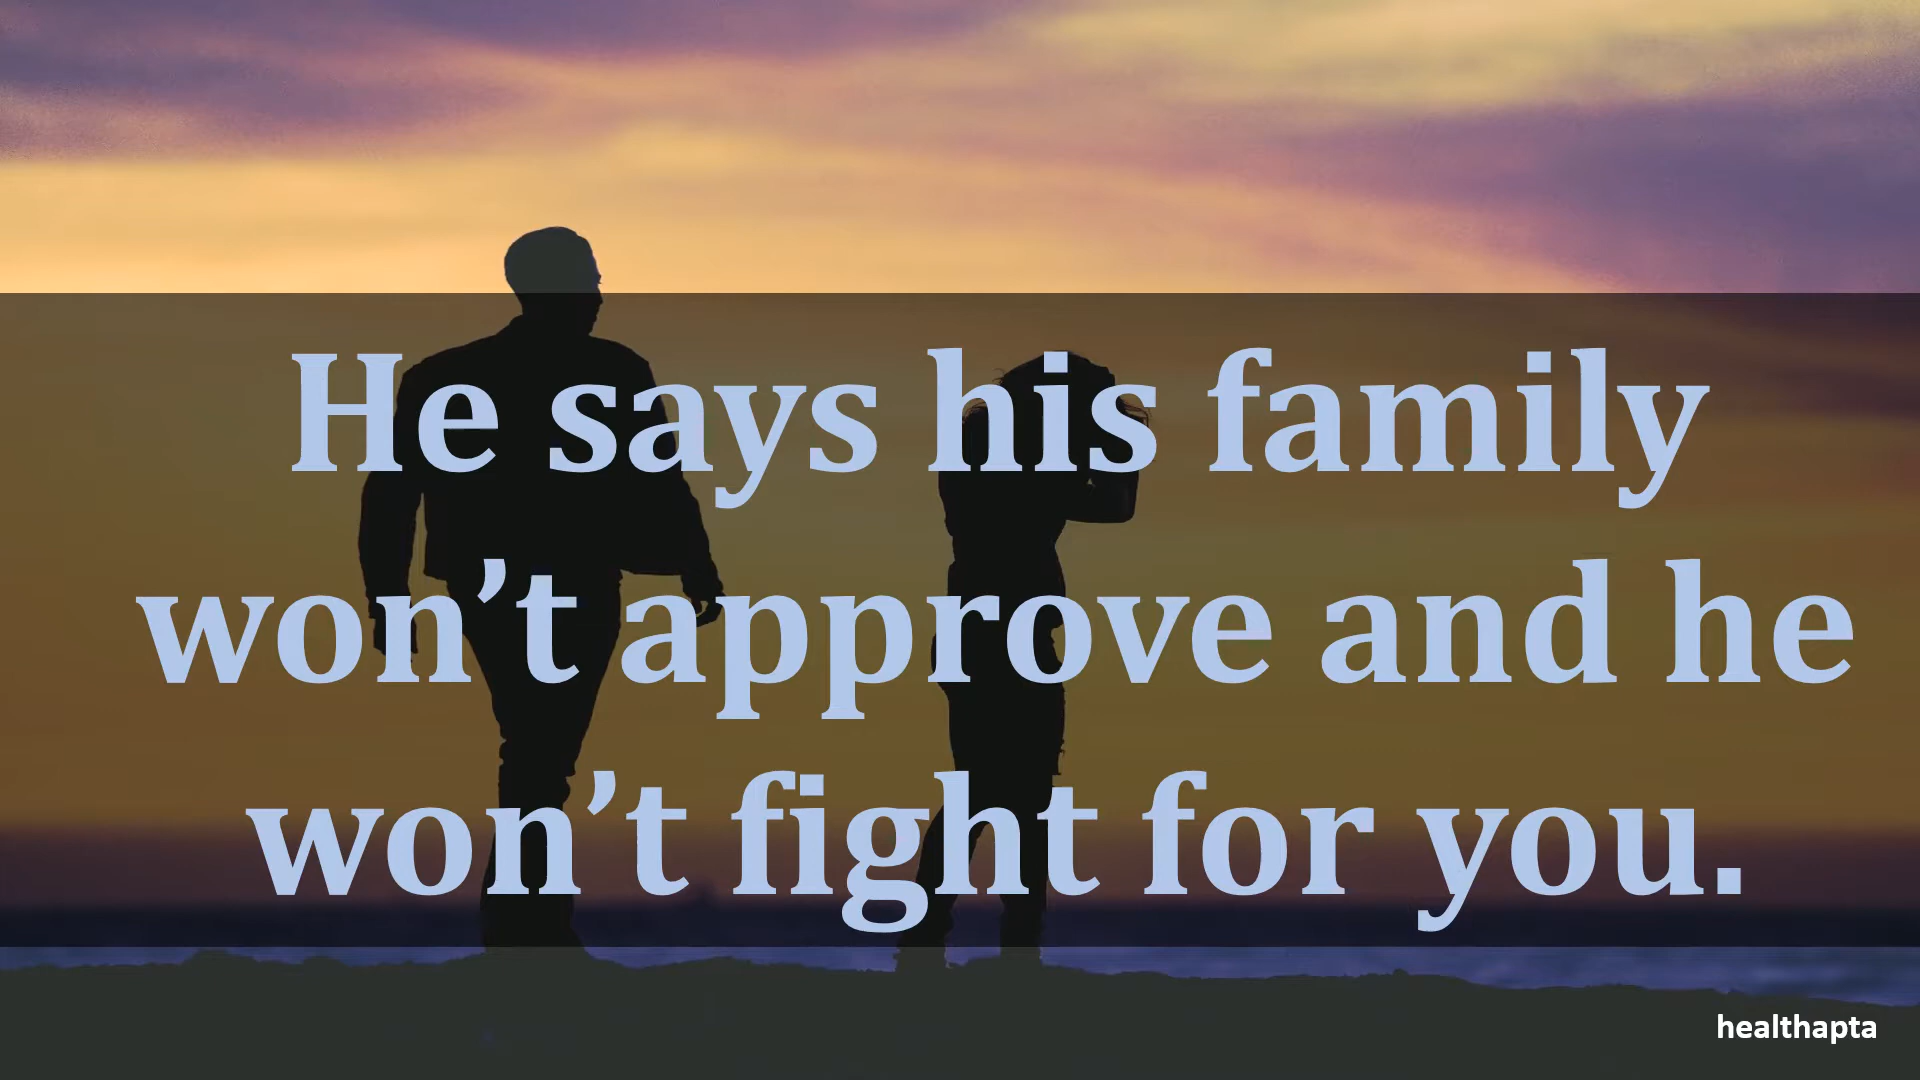 He says his family
won’t approve and he
won’t fight for you.
healthapta